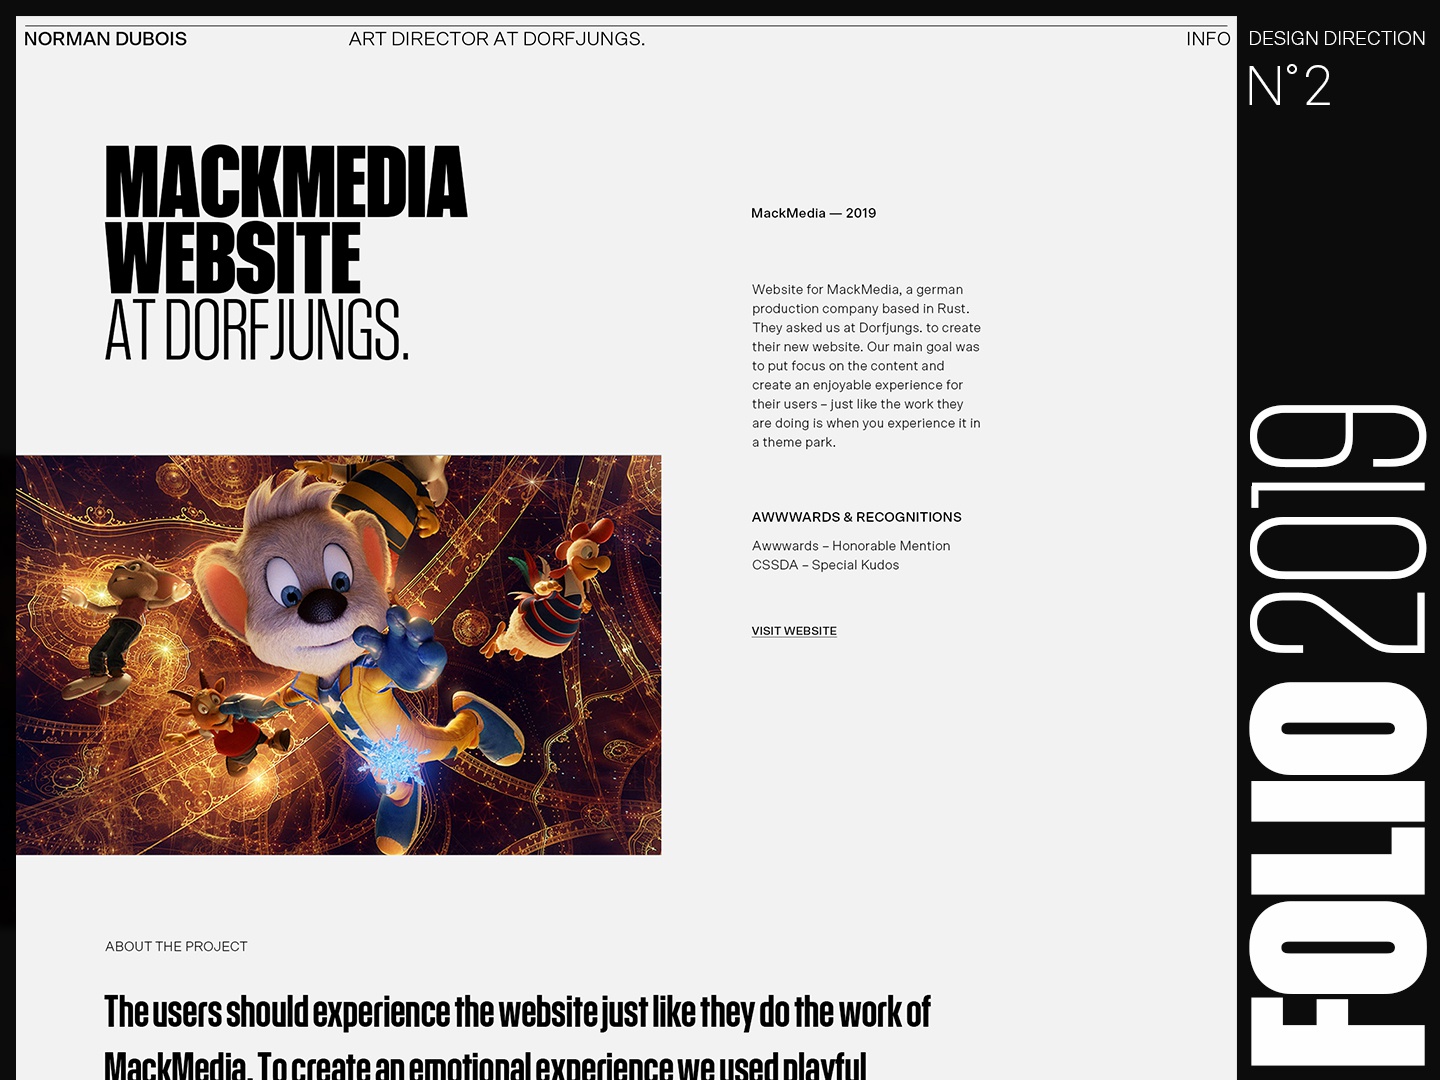 NORMAN DUBOIS
ART DIRECTOR AT DORFJUNGS.
INFO
DESIGN DIRECTION
N°2
MACKMEDIA
WEBSITE
AT DORFJUNGS.
MackMedia — 2019
Website for MackMedia, a german
production company based in Rust.
They asked us at Dorfjungs. to create
their new website. Our main goal was
to put focus on the content and
create an enjoyable experience for
their users – just like the work they
are doing is when you experience it in
a theme park.
AWWWARDS & RECOGNITIONS
Awwwards – Honorable Mention
CSSDA – Special Kudos
VISIT WEBSITE
FOLIO 2019
ABOUT THE PROJECT
The users should experience the website just like they do the work of
MackMedia. To create an emotional experience we used playful